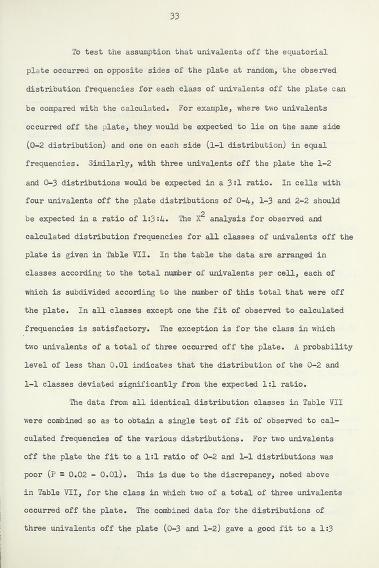 33
To test the assumption that univalents off the equatorial
plate occurred on opposite sides of the plate at random, the observed
distribution frequencies for each class of univalents off the plate can
be compared with the calculated. For example, where two univalents
occurred off the plate, they would be expected to lie on the same side
(0-2 distribution) and one on each side (1-1 distribution) in equal
frequencies. Similarly, with three univalents off the plate the 1-2
and 0-3 distributions would be expected in a 3:1 ratio. In cells with
four univalents off the plate distributions of 0-4, 1-3 and 2-2 should
be expected in a ratio of 1:3:4. The X² analysis for observed and
calculated distribution frequencies for all classes of univalents off the
plate is given in Table VII. In the table the data are arranged in
classes according to the total number of univalents per cell, each of
which is subdivided according to the number of this total that were off
the plate. In all classes except one the fit of observed to calculated
frequencies is satisfactory. The exception is for the class in which
two univalents of a total of three occurred off the plate. A probability
level of less than 0.01 indicates that the distribution of the 0-2 and
1-1 classes deviated significantly from the expected 1:1 ratio.
The data from all identical distribution classes in Table VII
were combined so as to obtain a single test of fit of observed to cal-
culated frequencies of the various distributions. For two univalents
off the plate the fit to a 1:1 ratio of 0-2 and 1-1 distributions was
poor (P = 0.02 - 0.01). This is due to the discrepancy, noted above
in Table VII, for the class in which two of a total of three univalents
occurred off the plate. The combined data for the distributions of
three univalents off the plate (0-3 and 1-2) gave a good fit to a 1:3